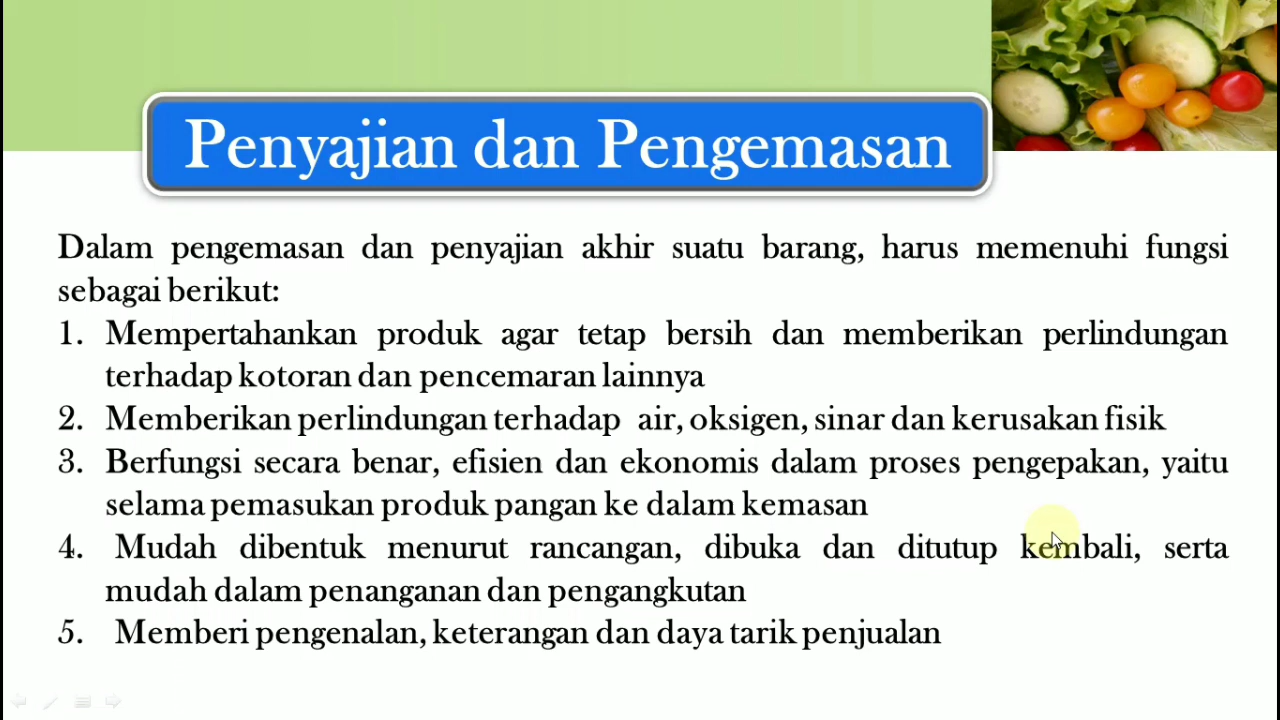 Penyajian dan Pengemasan
Dalam pengemasan dan penyajian akhir suatu barang, harus memenuhi fungsi
sebagai berikut:
1. Mempertahankan produk agar tetap bersih dan memberikan perlindungan
terhadap kotoran dan pencemaran lainnya
2. Memberikan perlindungan terhadap air, oksigen, sinar dan kerusakan fisik
3. Berfungsi secara benar, efisien dan ekonomis dalam proses pengepakan, yaitu
selama pemasukan produk pangan ke dalam kemasan
4. Mudah dibentuk menurut rancangan, dibuka dan ditutup kembali, serta
mudah dalam penanganan dan pengangkutan
5. Memberi pengenalan, keterangan dan daya tarik penjualan